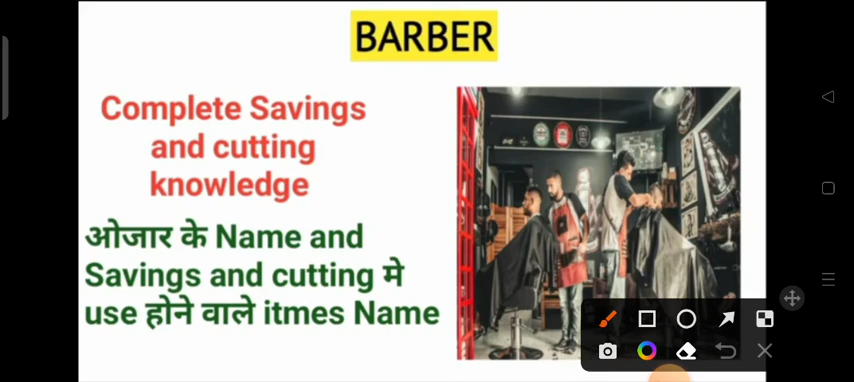 BARBER
Complete Savings
and cutting
knowledge
ओजार के Name and
Savings and cutting मे
use होने वाले itmes Name